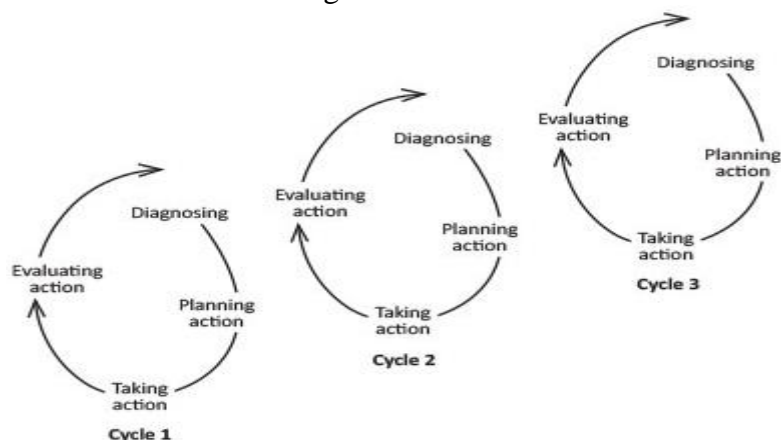 Diagnosing
Planning
action
Taking
action
Evaluating
action
Cycle 1
Diagnosing
Planning
action
Taking
action
Evaluating
action
Cycle 2
Diagnosing
Planning
action
Taking
action
Evaluating
action
Cycle 3